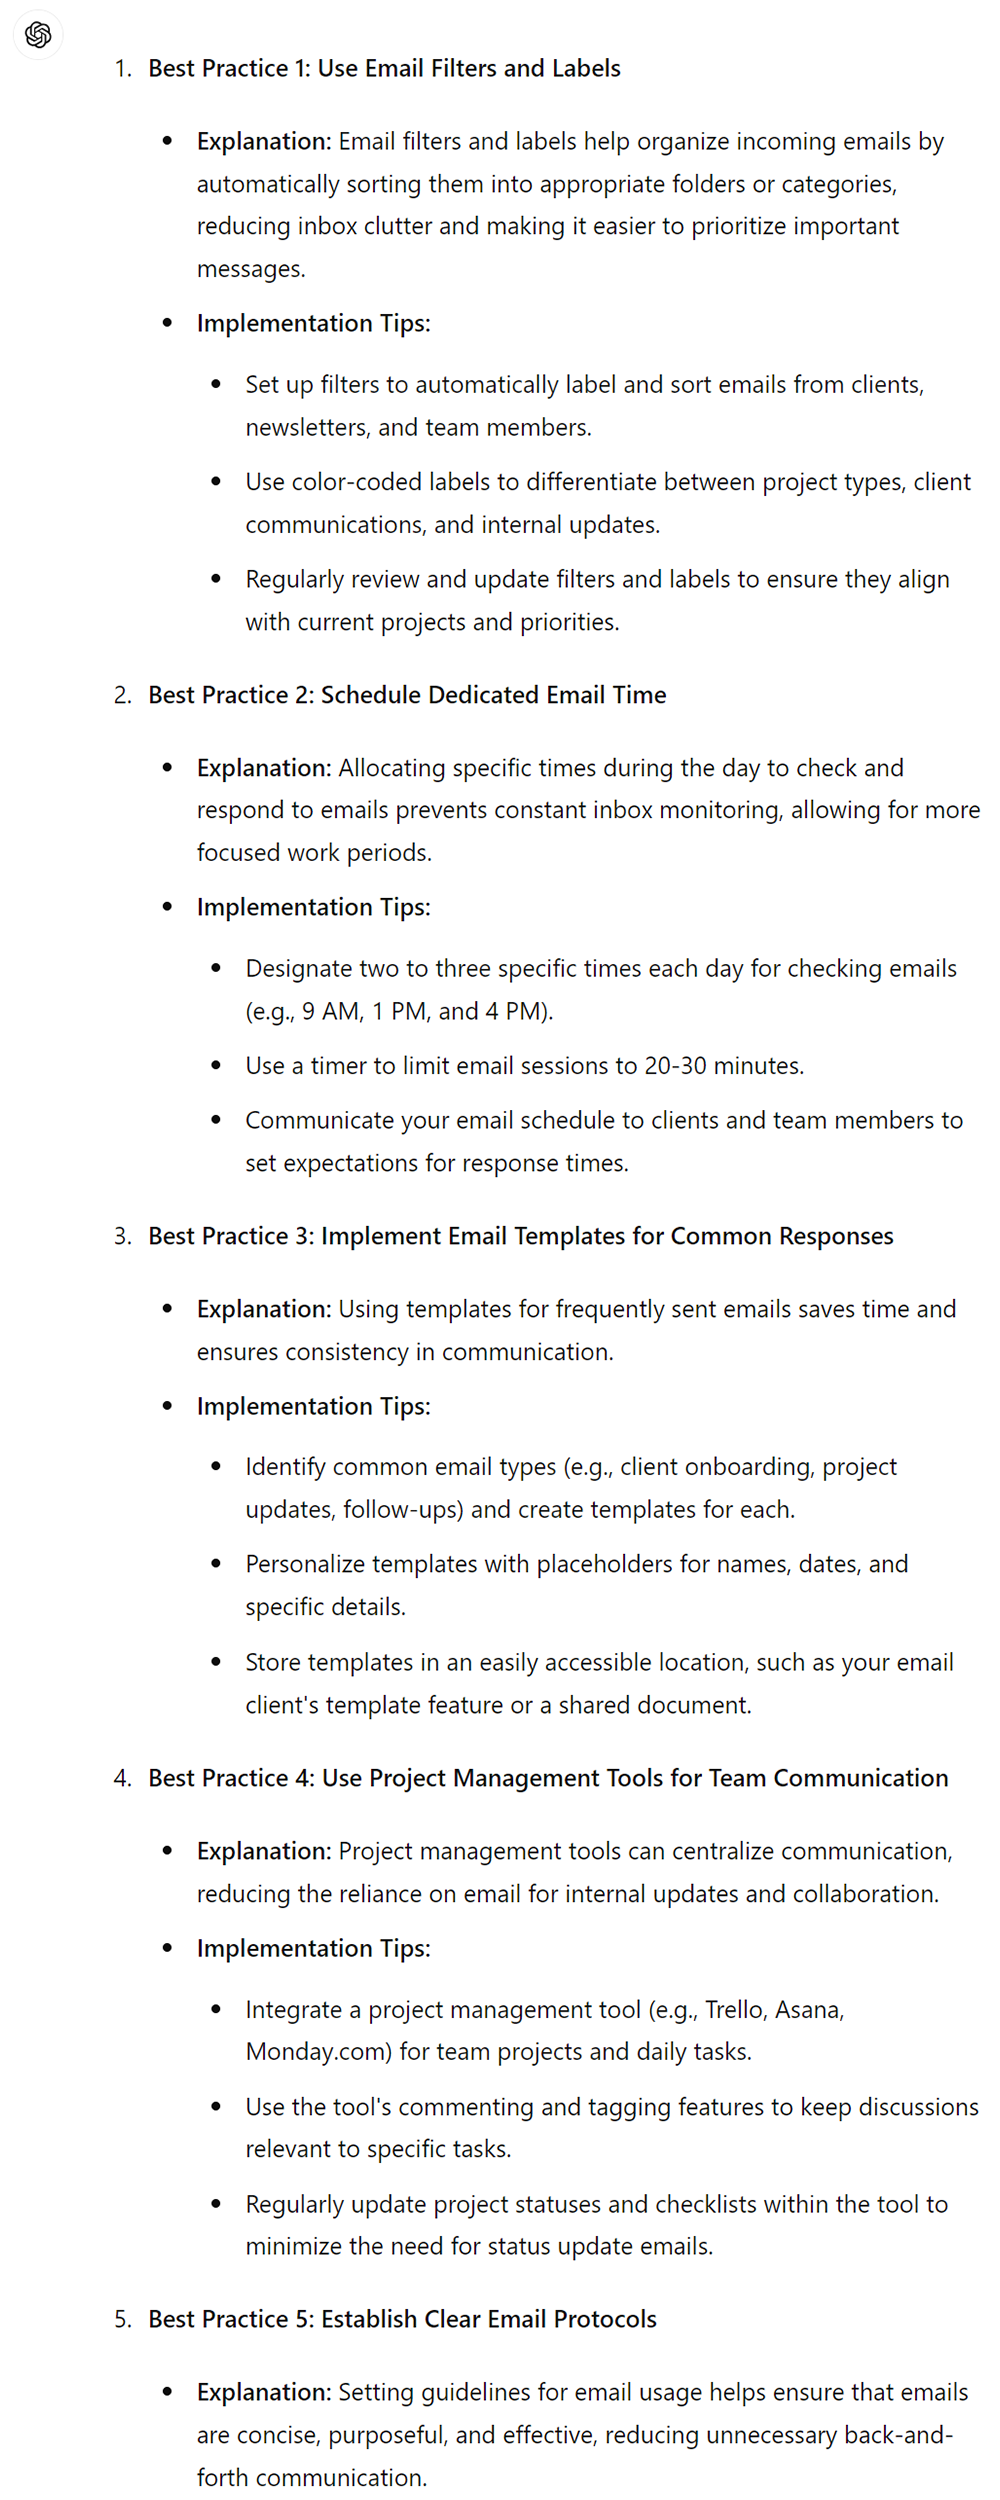 1. Best Practice 1: Use Email Filters and Labels
• Explanation: Email filters and labels help organize incoming emails by
automatically sorting them into appropriate folders or categories,
reducing inbox clutter and making it easier to prioritize important
messages.
• Implementation Tips:
• Set up filters to automatically label and sort emails from clients,
newsletters, and team members.
• Use color-coded labels to differentiate between project types, client
communications, and internal updates.
• Regularly review and update filters and labels to ensure they align
with current projects and priorities.
2. Best Practice 2: Schedule Dedicated Email Time
• Explanation: Allocating specific times during the day to check and
respond to emails prevents constant inbox monitoring, allowing for more
focused work periods.
• Implementation Tips:
• Designate two to three specific times each day for checking emails
(e.g., 9 AM, 1 PM, and 4 PM).
• Use a timer to limit email sessions to 20-30 minutes.
• Communicate your email schedule to clients and team members to
set expectations for response times.
3. Best Practice 3: Implement Email Templates for Common Responses
• Explanation: Using templates for frequently sent emails saves time and
ensures consistency in communication.
• Implementation Tips:
• Identify common email types (e.g., client onboarding, project
updates, follow-ups) and create templates for each.
• Personalize templates with placeholders for names, dates, and
specific details.
• Store templates in an easily accessible location, such as your email
client's template feature or a shared document.
4. Best Practice 4: Use Project Management Tools for Team Communication
• Explanation: Project management tools can centralize communication,
reducing the reliance on email for internal updates and collaboration.
• Implementation Tips:
• Integrate a project management tool (e.g., Trello, Asana,
Monday.com) for team projects and daily tasks.
• Use the tool's commenting and tagging features to keep discussions
relevant to specific tasks.
• Regularly update project statuses and checklists within the tool to
minimize the need for status update emails.
5. Best Practice 5: Establish Clear Email Protocols
• Explanation: Setting guidelines for email usage helps ensure that emails
are concise, purposeful, and effective, reducing unnecessary back-and-
forth communication.